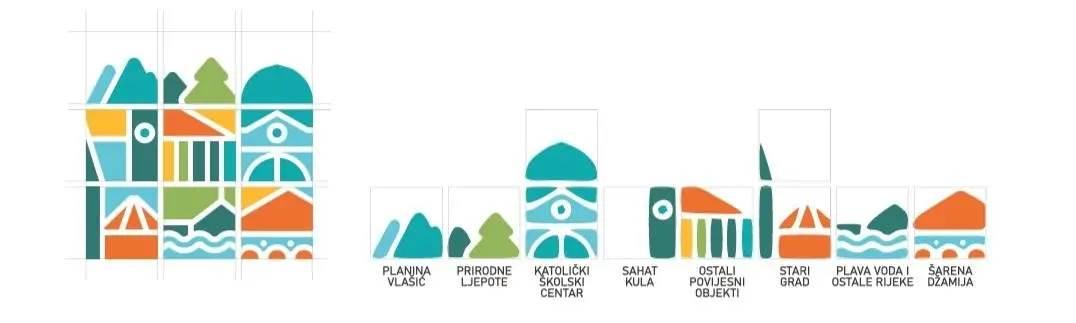 PLANINA
VLAŠIĆ
PRIRODNE
LJEPOTE
KATOLIČKI
ŠKOLSKI
CENTAR
SAHAT
KULA
OSTALI
POVIJESNI
OBJEKTI
STARI
GRAD
PLAVA VODA I
OSTALE RIJEKE
ŠARENA
DŽAMIJA